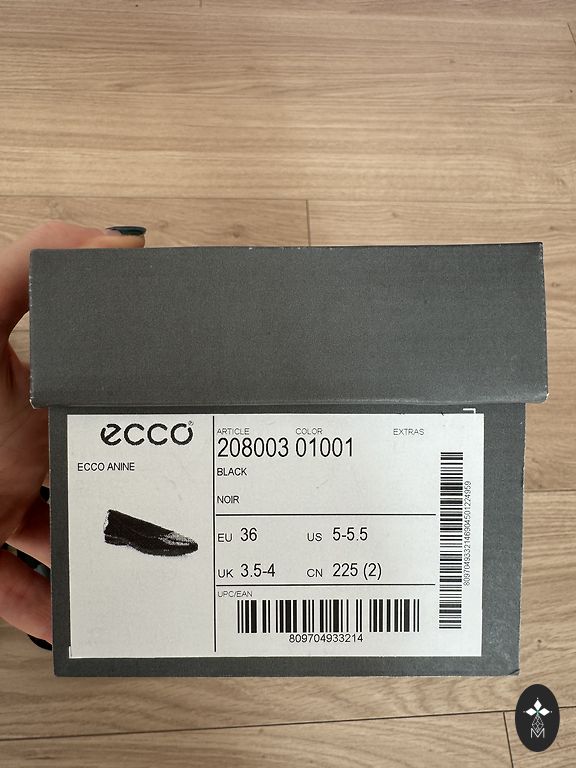 ecco®
ECCO ANINE
ARTICLE COLOR EXTRAS
208003 01001
BLACK
NOIR
EU 36 US 5-5.5
UK 3.5-4 CN 225 (2)
UPC/EAN
809704933214
8097049332146904501224959
M